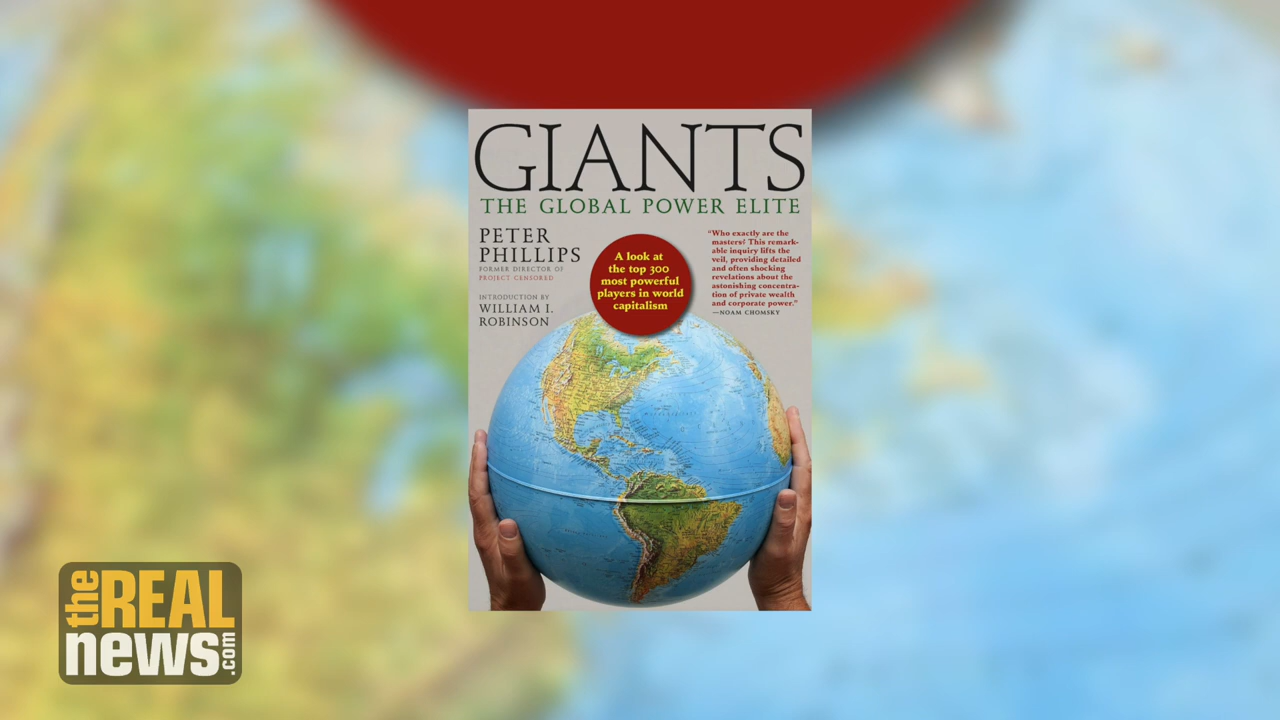 GIANTS
THE GLOBAL POWER ELITE
PETER
PHILLIPS
FORMER DIRECTOR OF
PROJECT CENSORED
INTRODUCTION BY
WILLIAM I.
ROBINSON
A look at
the top 300
most powerful
players in world
capitalism
"Who exactly are the
masters? This remark-
able inquiry lifts the
veil, providing detailed
and often shocking
revelations about the
astonishing concentra-
tion of private wealth
and corporate power."
—NOAM CHOMSKY
the REAL
news.com